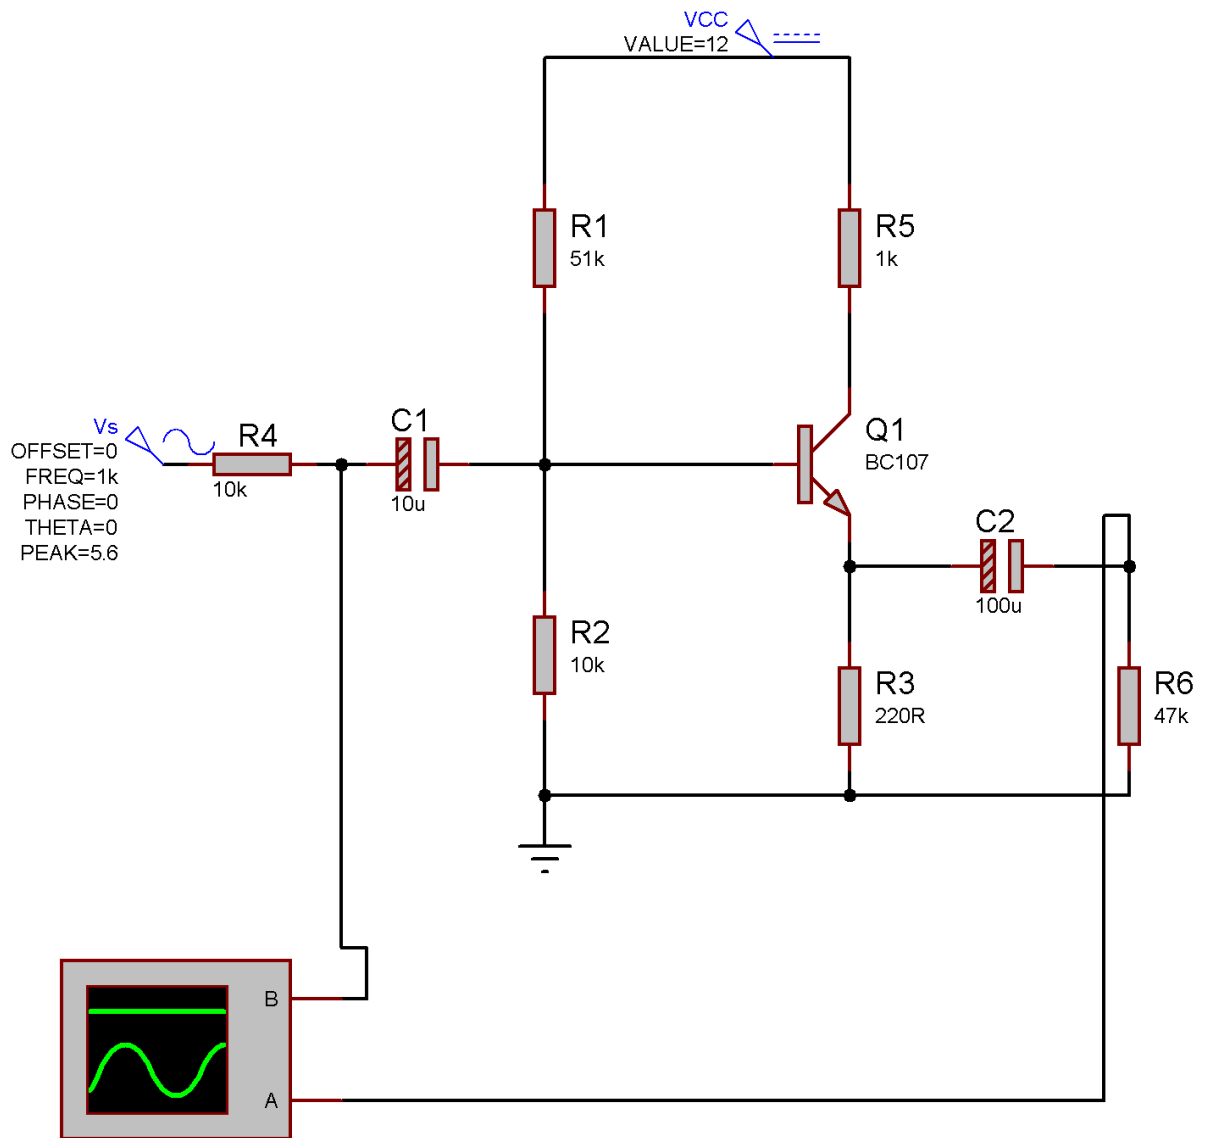 VCC
VALUE=12
R1
51k
R5
1k
Vs
OFFSET=0
FREQ=1k
PHASE=0
THETA=0
PEAK=5.6
R4
10k
C1
10u
Q1
BC107
C2
100u
R2
10k
R3
220R
R6
47k
B
A